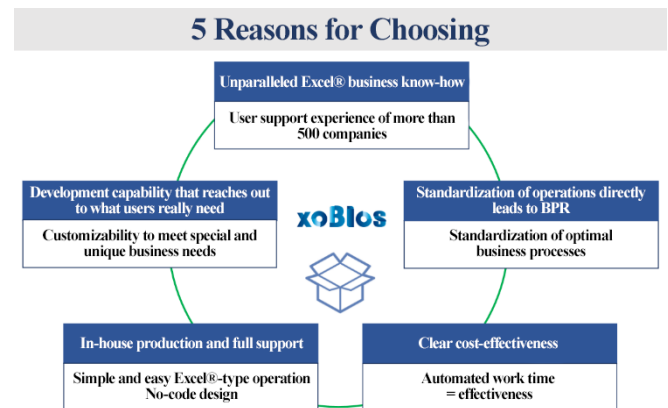 5 Reasons for Choosing
Unparalleled Excel® business know-how
User support experience of more than
500 companies
Development capability that reaches out
to what users really need
Customizability to meet special and
unique business needs
xoBlos
Standardization of operations directly
leads to BPR
Standardization of optimal
business processes
In-house production and full support
Simple and easy Excel®-type operation
No-code design
Clear cost-effectiveness
Automated work time
= effectiveness